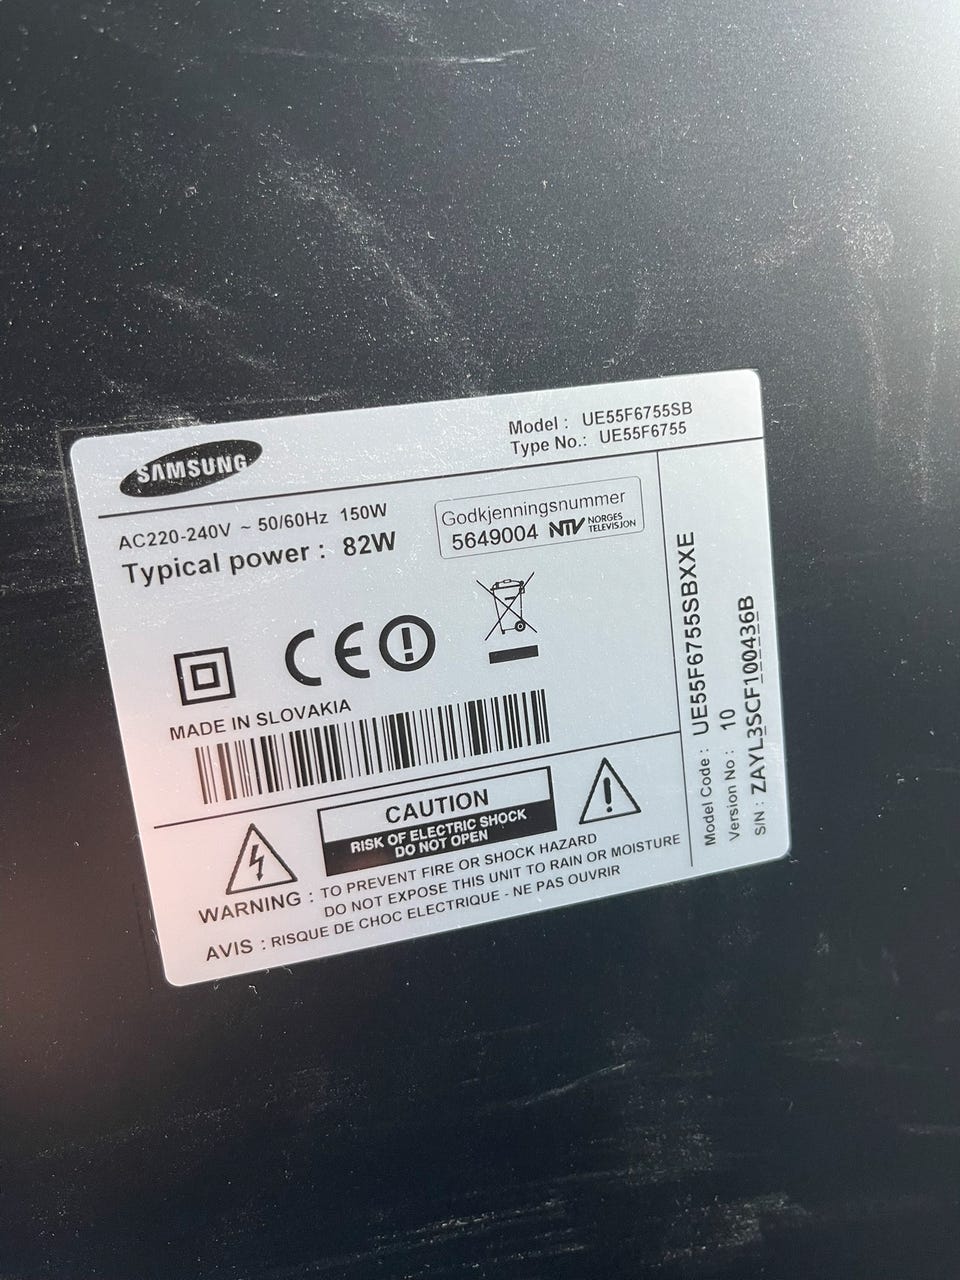 SAMSUNG
Model : UE55F6755SB
Type No.: UE55F6755
AC220-240V ~ 50/60Hz 150W
Typical power : 82W
Godkjenningsnummer
5649004 NTV NORGES
TELEVISJON
CE
MADE IN SLOVAKIA
CAUTION
RISK OF ELECTRIC SHOCK
DO NOT OPEN
WARNING : TO PREVENT FIRE OR SHOCK HAZARD
DO NOT EXPOSE THIS UNIT TO RAIN OR MOISTURE
AVIS : RISQUE DE CHOC ELECTRIQUE - NE PAS OUVRIR
Model Code : UE55F6755SBXXE
Version No : 10
S/N : ZAYL3SCF100436B